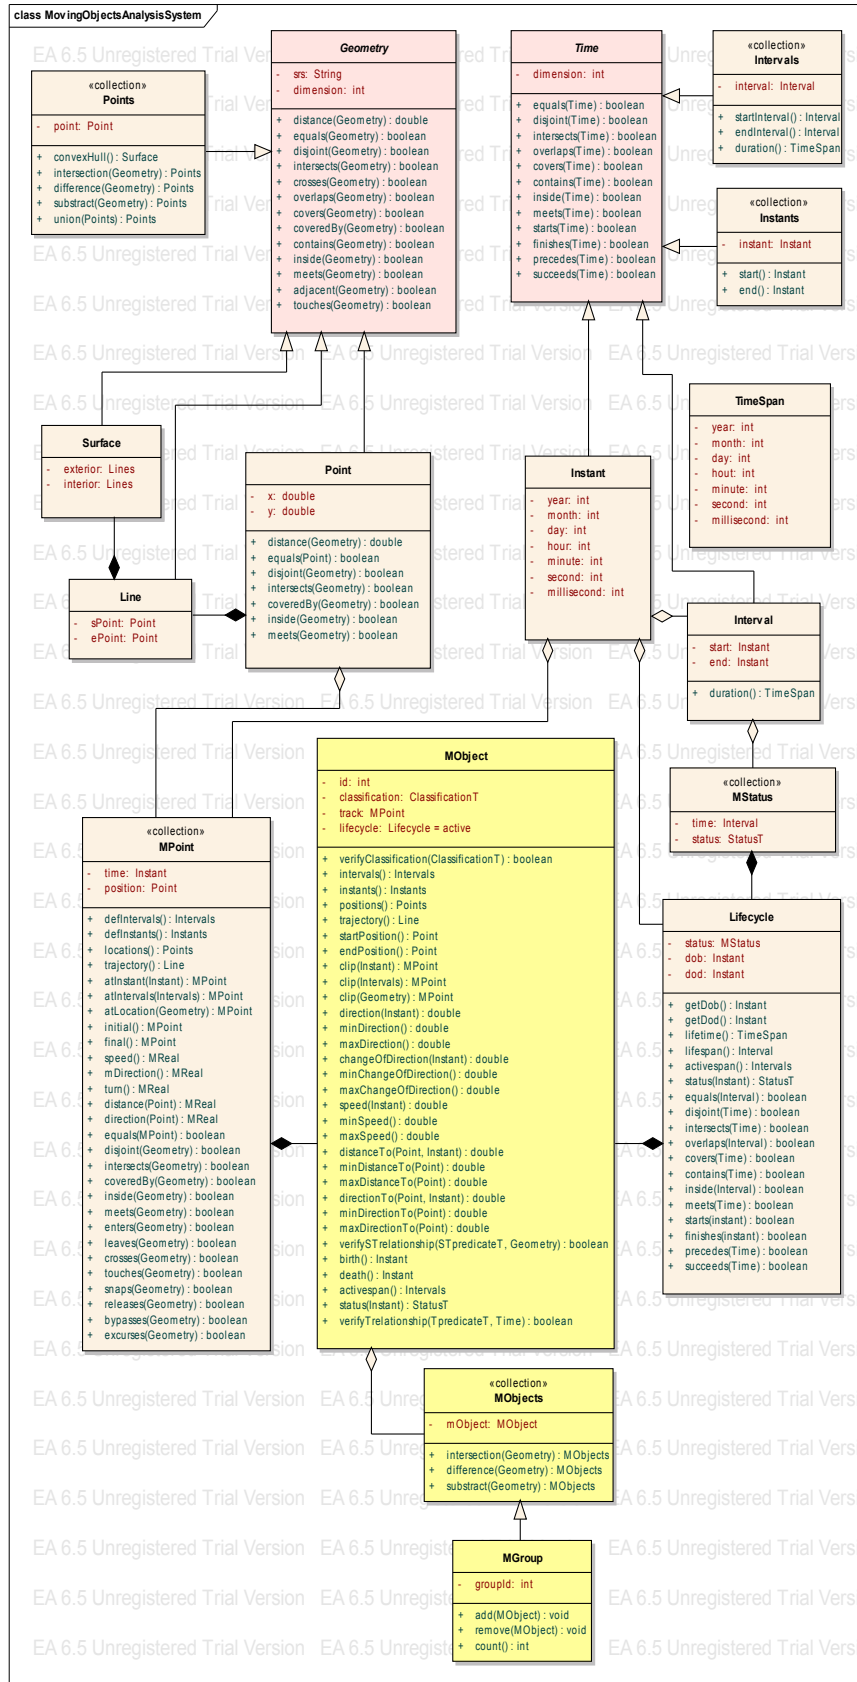 class MovingObjectsAnalysisSystem
«collection»
Points
- point: Point
+ convexHull() : Surface
+ intersection(Geometry) : Points
+ difference(Geometry) : Points
+ substract(Geometry) : Points
+ union(Points) : Points
Geometry
- srs: String
- dimension: int
+ distance(Geometry) : double
+ equals(Geometry) : boolean
+ disjoint(Geometry) : boolean
+ intersects(Geometry) : boolean
+ crosses(Geometry) : boolean
+ overlaps(Geometry) : boolean
+ covers(Geometry) : boolean
+ coveredBy(Geometry) : boolean
+ contains(Geometry) : boolean
+ inside(Geometry) : boolean
+ meets(Geometry) : boolean
+ adjacent(Geometry) : boolean
+ touches(Geometry) : boolean
Time
- dimension: int
+ equals(Time) : boolean
+ disjoint(Time) : boolean
+ intersects(Time) : boolean
+ overlaps(Time) : boolean
+ covers(Time) : boolean
+ contains(Time) : boolean
+ inside(Time) : boolean
+ meets(Time) : boolean
+ starts(Time) : boolean
+ finishes(Time) : boolean
+ precedes(Time) : boolean
+ succeeds(Time) : boolean
«collection»
Intervals
- interval: Interval
+ startInterval() : Interval
+ endInterval() : Interval
+ duration() : TimeSpan
«collection»
Instants
- instant: Instant
+ start() : Instant
+ end() : Instant
TimeSpan
- year: int
- month: int
- day: int
- hout: int
- minute: int
- second: int
- millisecond: int
Surface
- exterior: Lines
- interior: Lines
Point
- x: double
- y: double
+ distance(Geometry) : double
+ equals(Point) : boolean
+ disjoint(Geometry) : boolean
+ intersects(Geometry) : boolean
+ coveredBy(Geometry) : boolean
+ inside(Geometry) : boolean
+ meets(Geometry) : boolean
Instant
- year: int
- month: int
- day: int
- hour: int
- minute: int
- second: int
- millisecond: int
Line
- sPoint: Point
- ePoint: Point
Interval
- start: Instant
- end: Instant
+ duration() : TimeSpan
«collection»
MStatus
- time: Interval
- status: StatusT
«collection»
MPoint
- time: Instant
- position: Point
+ defIntervals() : Intervals
+ defInstants() : Instants
+ locations() : Points
+ trajectory() : Line
+ atInstant(Instant) : MPoint
+ atIntervals(Intervals) : MPoint
+ atLocation(Geometry) : MPoint
+ initial() : MPoint
+ final() : MPoint
+ speed() : MReal
+ mDirection() : MReal
+ turn() : MReal
+ distance(Point) : MReal
+ direction(Point) : MReal
+ equals(MPoint) : boolean
+ disjoint(Geometry) : boolean
+ intersects(Geometry) : boolean
+ coveredBy(Geometry) : boolean
+ inside(Geometry) : boolean
+ meets(Geometry) : boolean
+ enters(Geometry) : boolean
+ leaves(Geometry) : boolean
+ crosses(Geometry) : boolean
+ touches(Geometry) : boolean
+ snaps(Geometry) : boolean
+ releases(Geometry) : boolean
+ bypasses(Geometry) : boolean
+ excurses(Geometry) : boolean
MObject
- id: int
- classification: ClassificationT
- track: MPoint
- lifecycle: Lifecycle = active
+ verifyClassification(ClassificationT) : boolean
+ intervals() : Intervals
+ instants() : Instants
+ positions() : Points
+ trajectory() : Line
+ startPosition() : Point
+ endPosition() : Point
+ clip(Instant) : MPoint
+ clip(Intervals) : MPoint
+ clip(Geometry) : MPoint
+ direction(Instant) : double
+ minDirection() : double
+ maxDirection() : double
+ changeOfDirection(Instant) : double
+ minChangeOfDirection() : double
+ maxChangeOfDirection() : double
+ speed(Instant) : double
+ minSpeed() : double
+ maxSpeed() : double
+ distanceTo(Point, Instant) : double
+ minDistanceTo(Point) : double
+ maxDistanceTo(Point) : double
+ directionTo(Point, Instant) : double
+ minDirectionTo(Point) : double
+ maxDirectionTo(Point) : double
+ verifySTrelationship(STpredicateT, Geometry) : boolean
+ birth() : Instant
+ death() : Instant
+ activespan() : Intervals
+ status(Instant) : StatusT
+ verifyTrelationship(TpredicateT, Time) : boolean
Lifecycle
- status: MStatus
- dob: Instant
- dod: Instant
+ getDob() : Instant
+ getDod() : Instant
+ lifetime() : TimeSpan
+ lifespan() : Interval
+ activespan() : Intervals
+ status(Instant) : StatusT
+ equals(Interval) : boolean
+ disjoint(Time) : boolean
+ intersects(Time) : boolean
+ overlaps(Interval) : boolean
+ covers(Time) : boolean
+ contains(Time) : boolean
+ inside(Interval) : boolean
+ meets(Time) : boolean
+ starts(instant) : boolean
+ finishes(instant) : boolean
+ precedes(Time) : boolean
+ succeeds(Time) : boolean
«collection»
MObjects
- mObject: MObject
+ intersection(Geometry) : MObjects
+ difference(Geometry) : MObjects
+ substract(Geometry) : MObjects
MGroup
- groupId: int
+ add(MObject) : void
+ remove(MObject) : void
+ count() : int
EA 6.5 Unregistered Trial Version